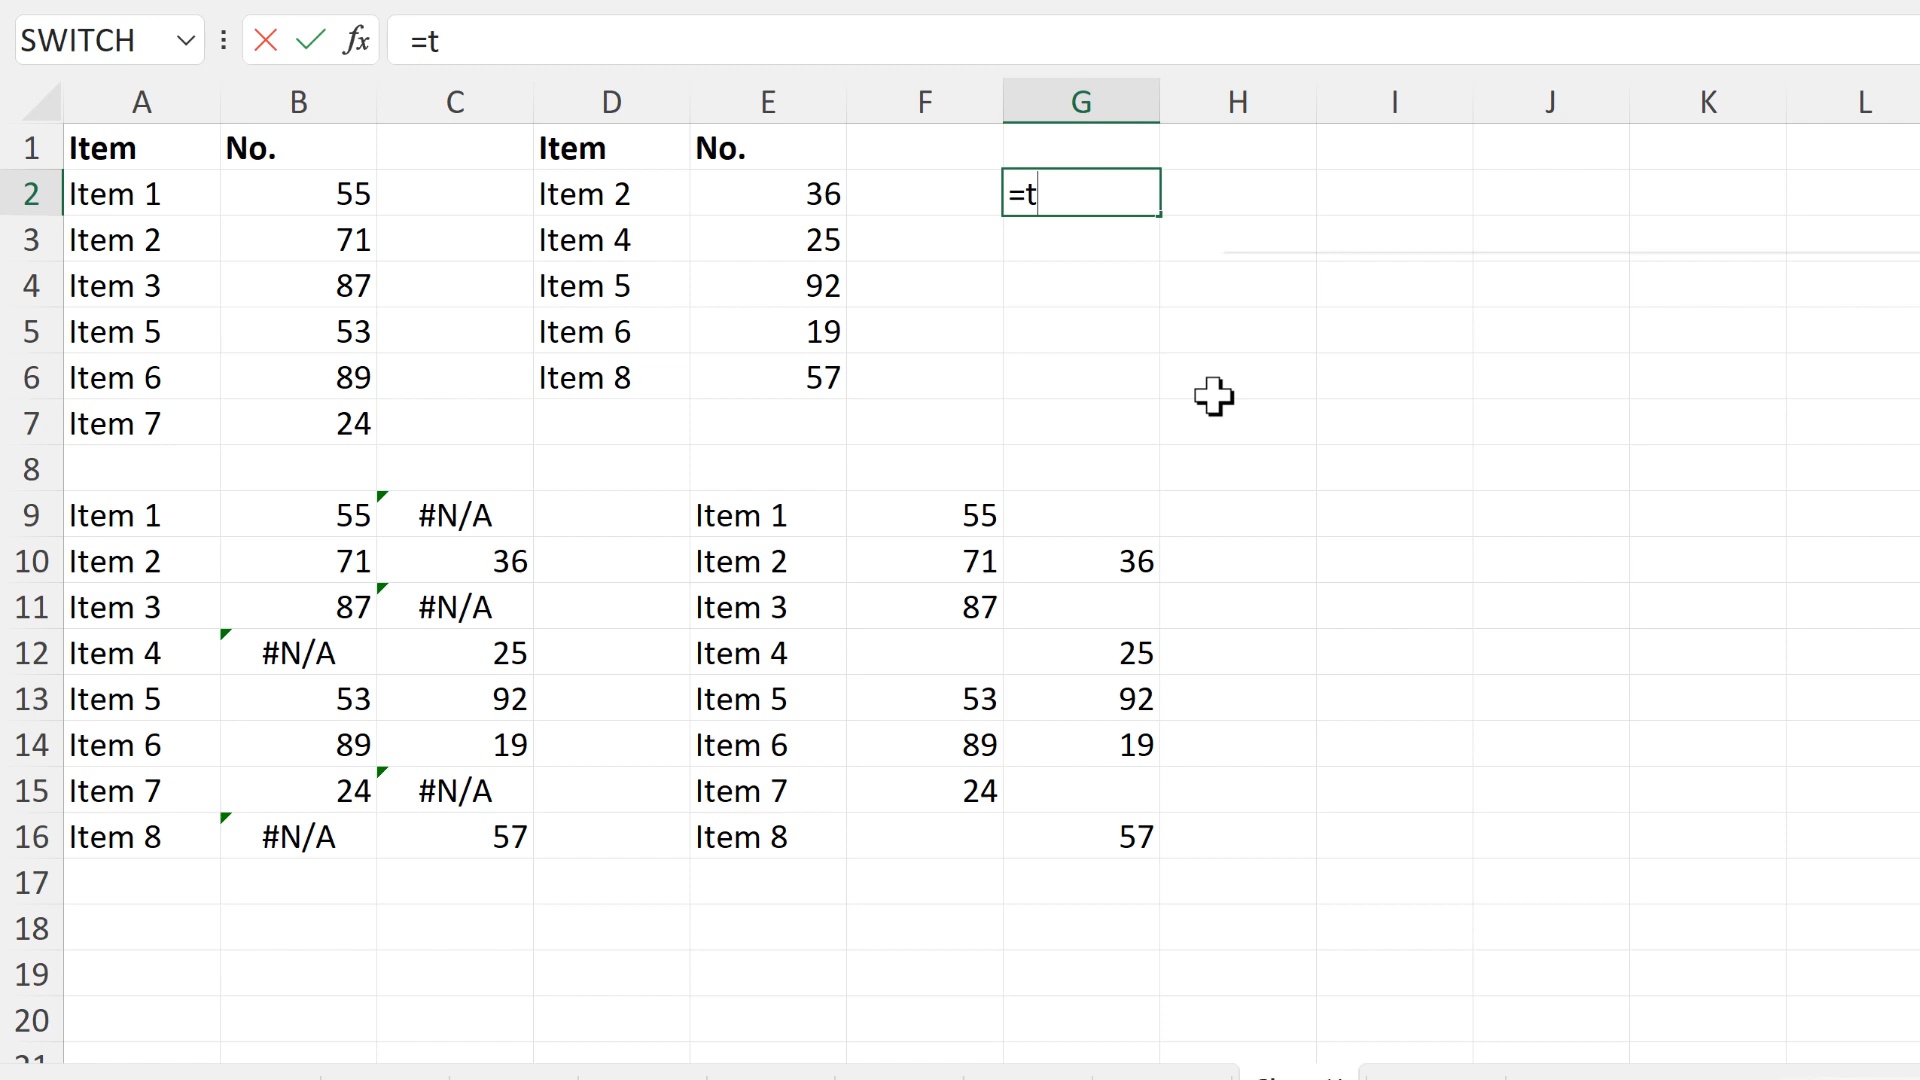 SWITCH fx =t
A B C D E F G H I J K L
1 Item No. Item No.
2 Item 1 55 Item 2 36 =t
3 Item 2 71 Item 4 25
4 Item 3 87 Item 5 92
5 Item 5 53 Item 6 19
6 Item 6 89 Item 8 57
7 Item 7 24
8
9 Item 1 55 #N/A Item 1 55
10 Item 2 71 36 Item 2 71 36
11 Item 3 87 #N/A Item 3 87
12 Item 4 #N/A 25 Item 4 25
13 Item 5 53 92 Item 5 53 92
14 Item 6 89 19 Item 6 89 19
15 Item 7 24 #N/A Item 7 24
16 Item 8 #N/A 57 Item 8 57
17
18
19
20
21